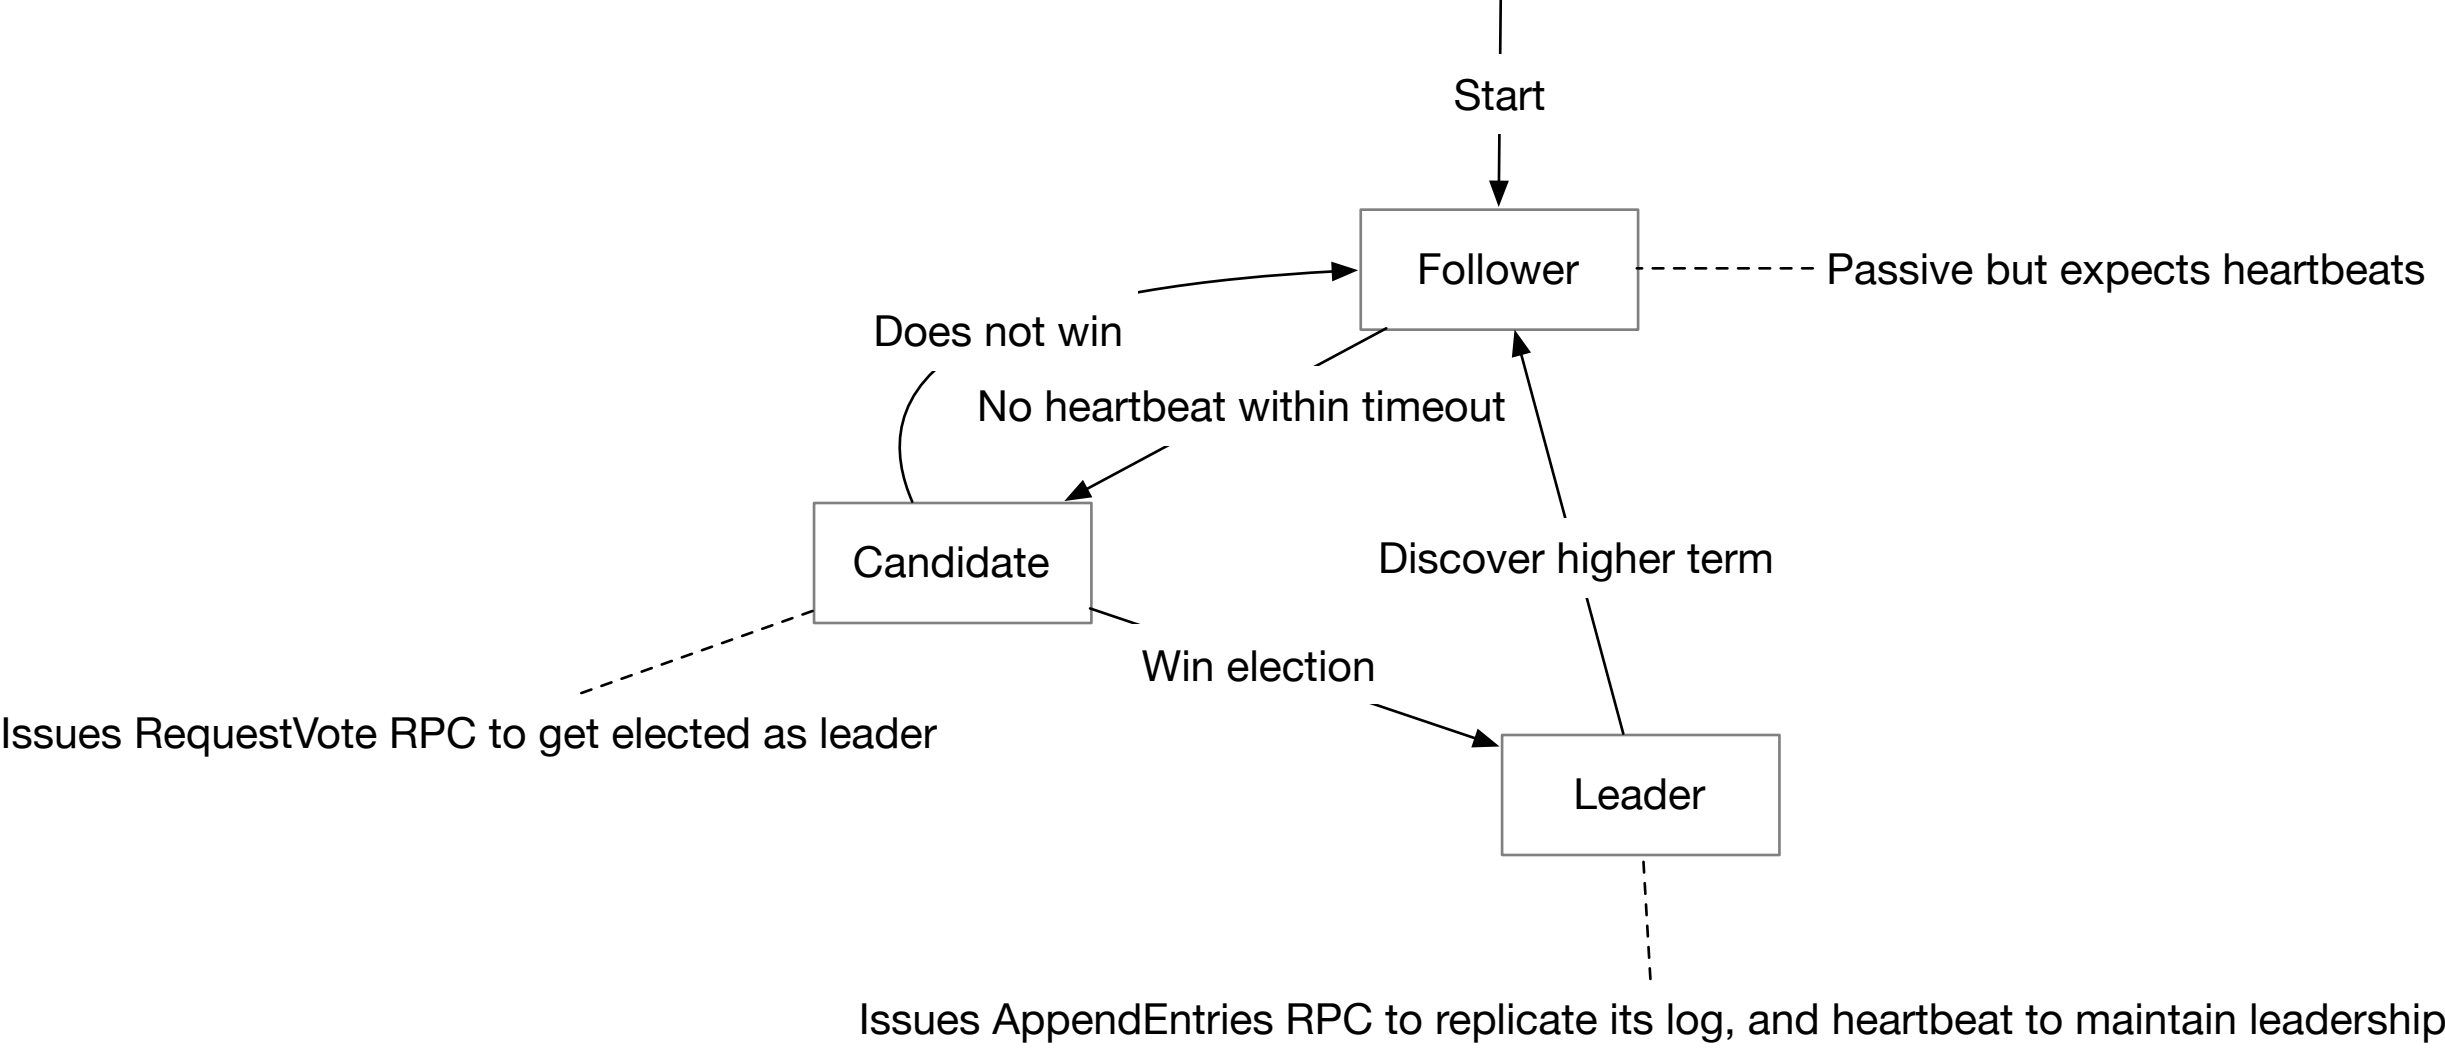 Start
Follower
Passive but expects heartbeats
Does not win
No heartbeat within timeout
Candidate
Discover higher term
Win election
Issues RequestVote RPC to get elected as leader
Leader
Issues AppendEntries RPC to replicate its log, and heartbeat to maintain leadership